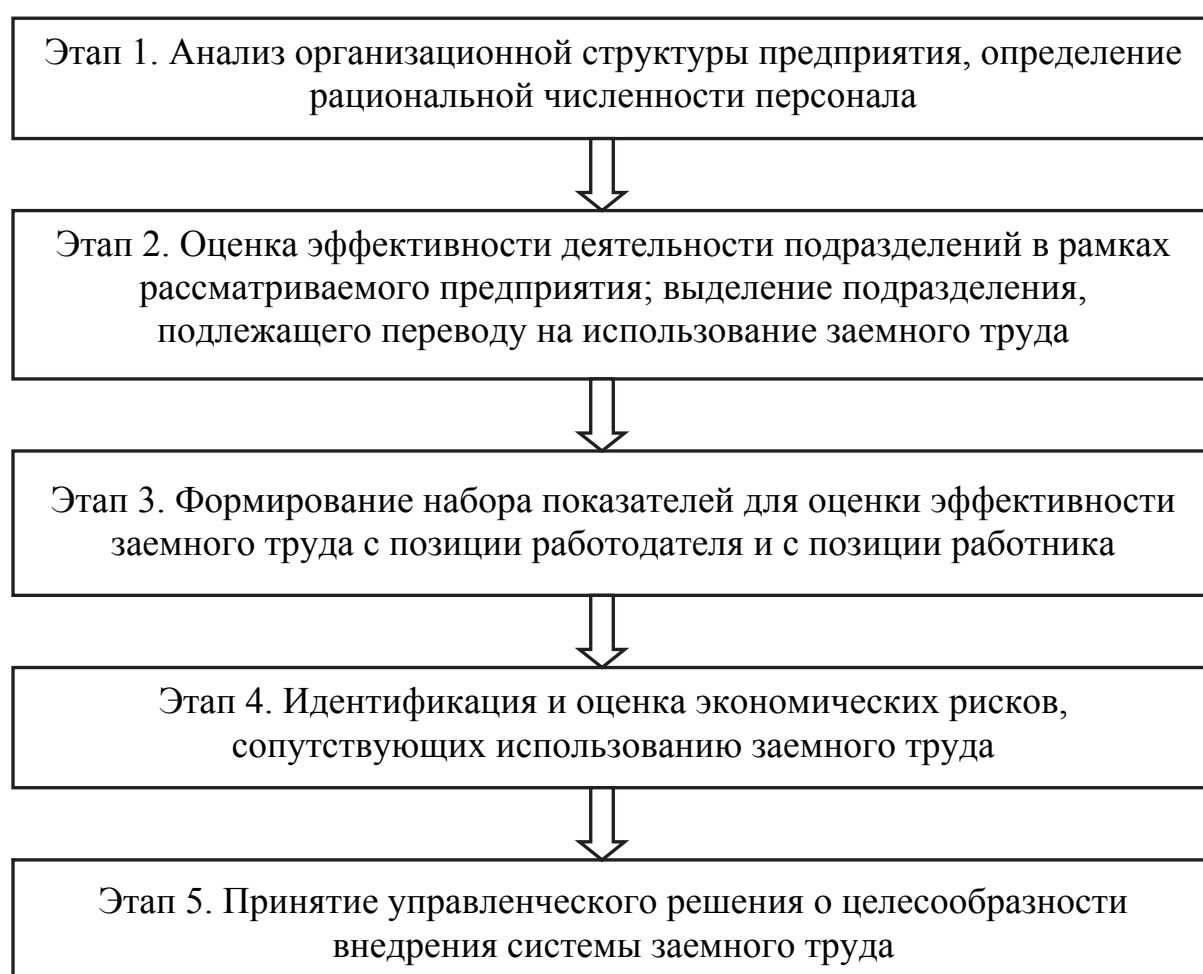 Этап 1. Анализ организационной структуры предприятия, определение
рациональной численности персонала
Этап 2. Оценка эффективности деятельности подразделений в рамках
рассматриваемого предприятия; выделение подразделения,
подлежащего переводу на использование заемного труда
Этап 3. Формирование набора показателей для оценки эффективности
заемного труда с позиции работодателя и с позиции работника
Этап 4. Идентификация и оценка экономических рисков,
сопутствующих использованию заемного труда
Этап 5. Принятие управленческого решения о целесообразности
внедрения системы заемного труда